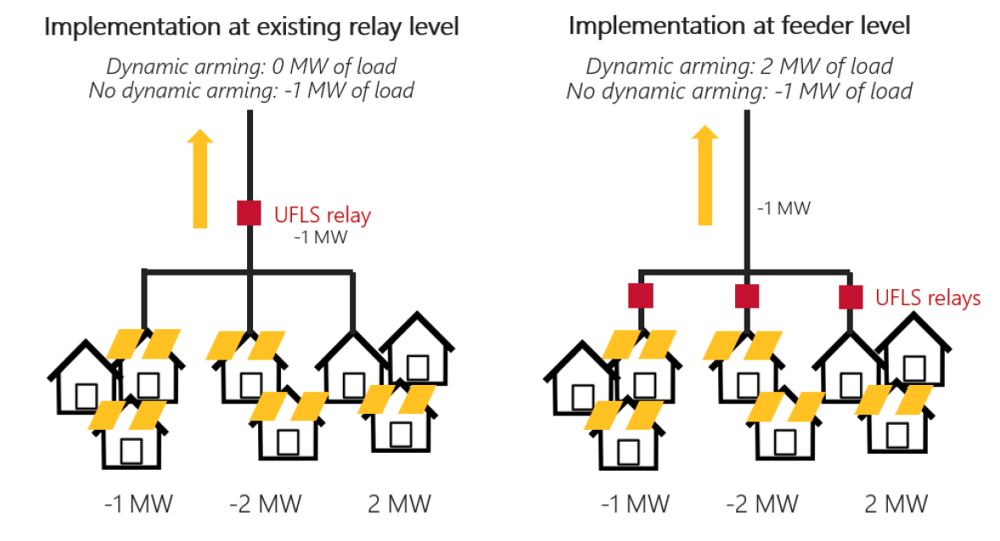 Implementation at existing relay level
Dynamic arming: 0 MW of load
No dynamic arming: -1 MW of load
UFLS relay
-1 MW
-1 MW
-2 MW
2 MW
Implementation at feeder level
Dynamic arming: 2 MW of load
No dynamic arming: -1 MW of load
-1 MW
UFLS relays
-1 MW
-2 MW
2 MW